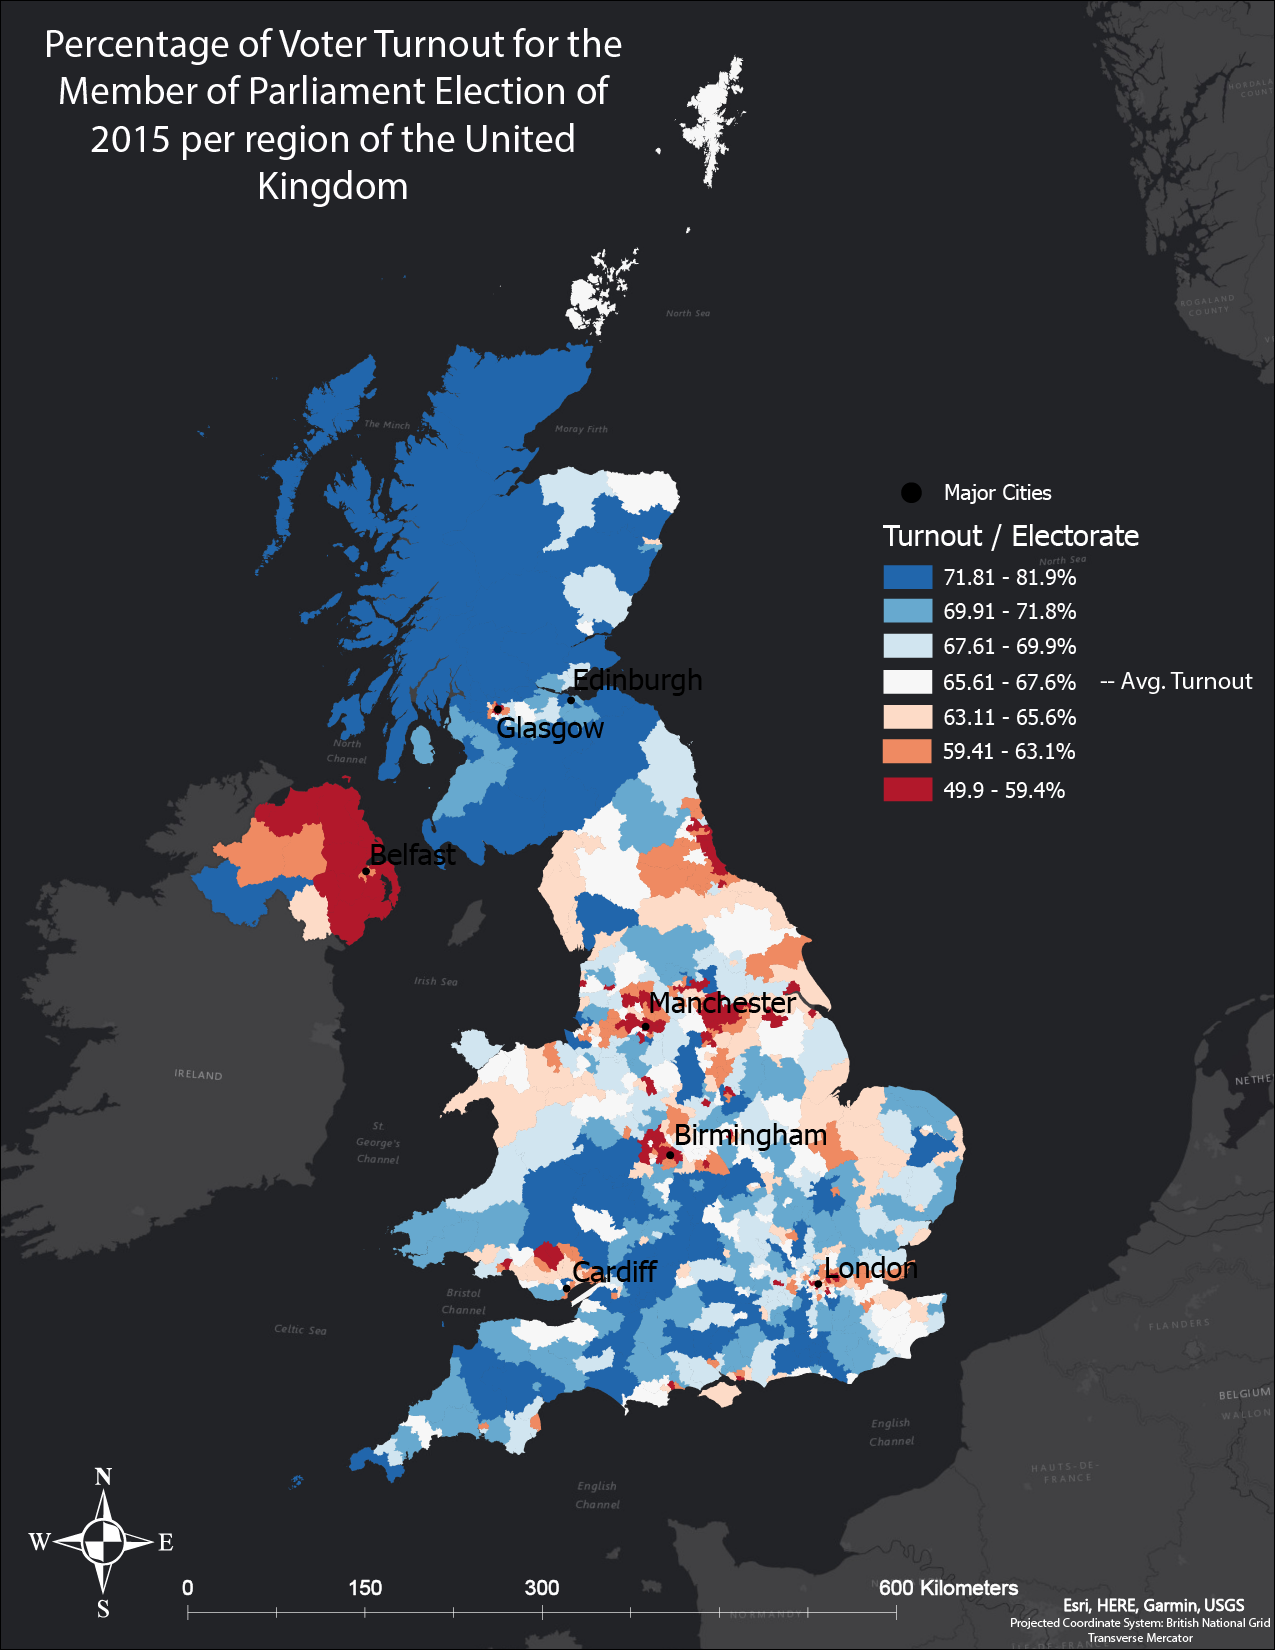 Percentage of Voter Turnout for the
Member of Parliament Election of
2015 per region of the United
Kingdom
NORDALA
COUNT
ROGALAND
COUNTY
North Sea
The Minch
Moray Firth
Major Cities
Turnout / Electorate
North Sea
71.81 - 81.9%
69.91 - 71.8%
67.61 - 69.9%
65.61 - 67.6% -- Avg. Turnout
63.11 - 65.6%
59.41 - 63.1%
49.9 - 59.4%
Edinburgh
Glasgow
North
Channel
Belfast
Irish Sea
Manchester
IRELAND
NETHE
St.
George's
Channel
Birmingham
Cardiff
London
Bristol
Channel
Celtic Sea
FLANDERS
BELGIUM
WALLON
English
Channel
HAUTS-DE-
FRANCE
English
Channel
N
W E
S
0 150 300 600 Kilometers
NORMANDY
Esri, HERE, Garmin, USGS
Projected Coordinate System: British National Grid
Transverse Mercator